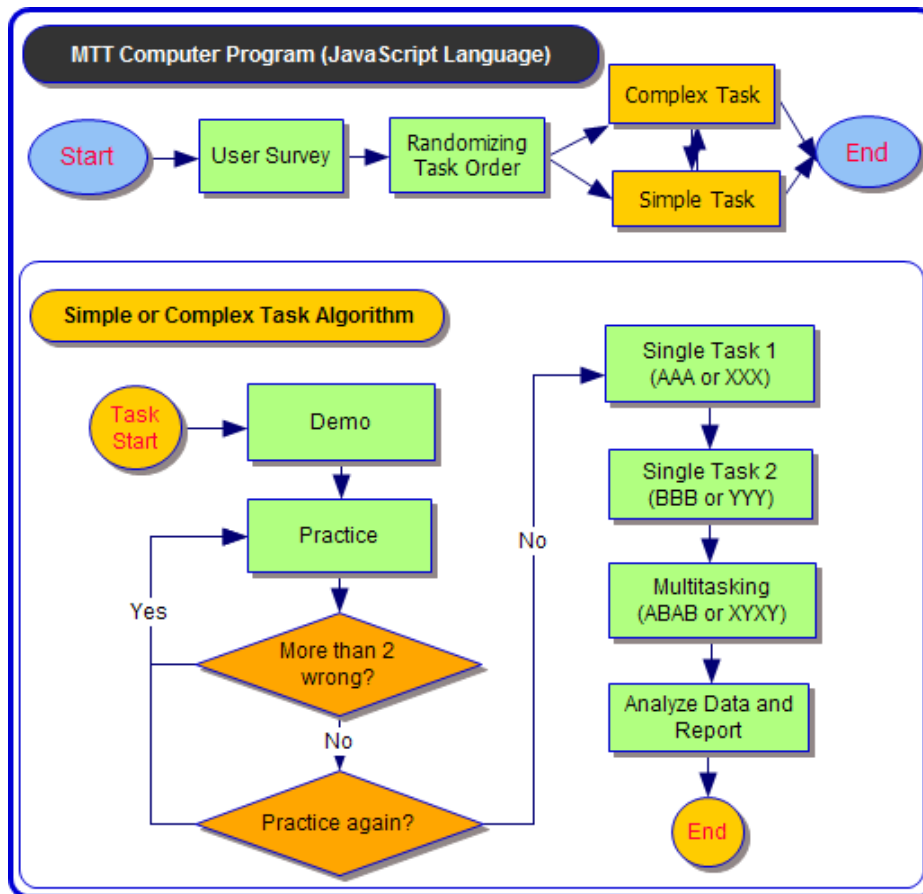 MTT Computer Program (JavaScript Language)
Start
User Survey
Randomizing
Task Order
Complex Task
Simple Task
End
Simple or Complex Task Algorithm
Task
Start
Demo
Practice
Yes
More than 2
wrong?
No
Practice again?
No
Single Task 1
(AAA or XXX)
Single Task 2
(BBB or YYY)
Multitasking
(ABAB or XYXY)
Analyze Data and
Report
End